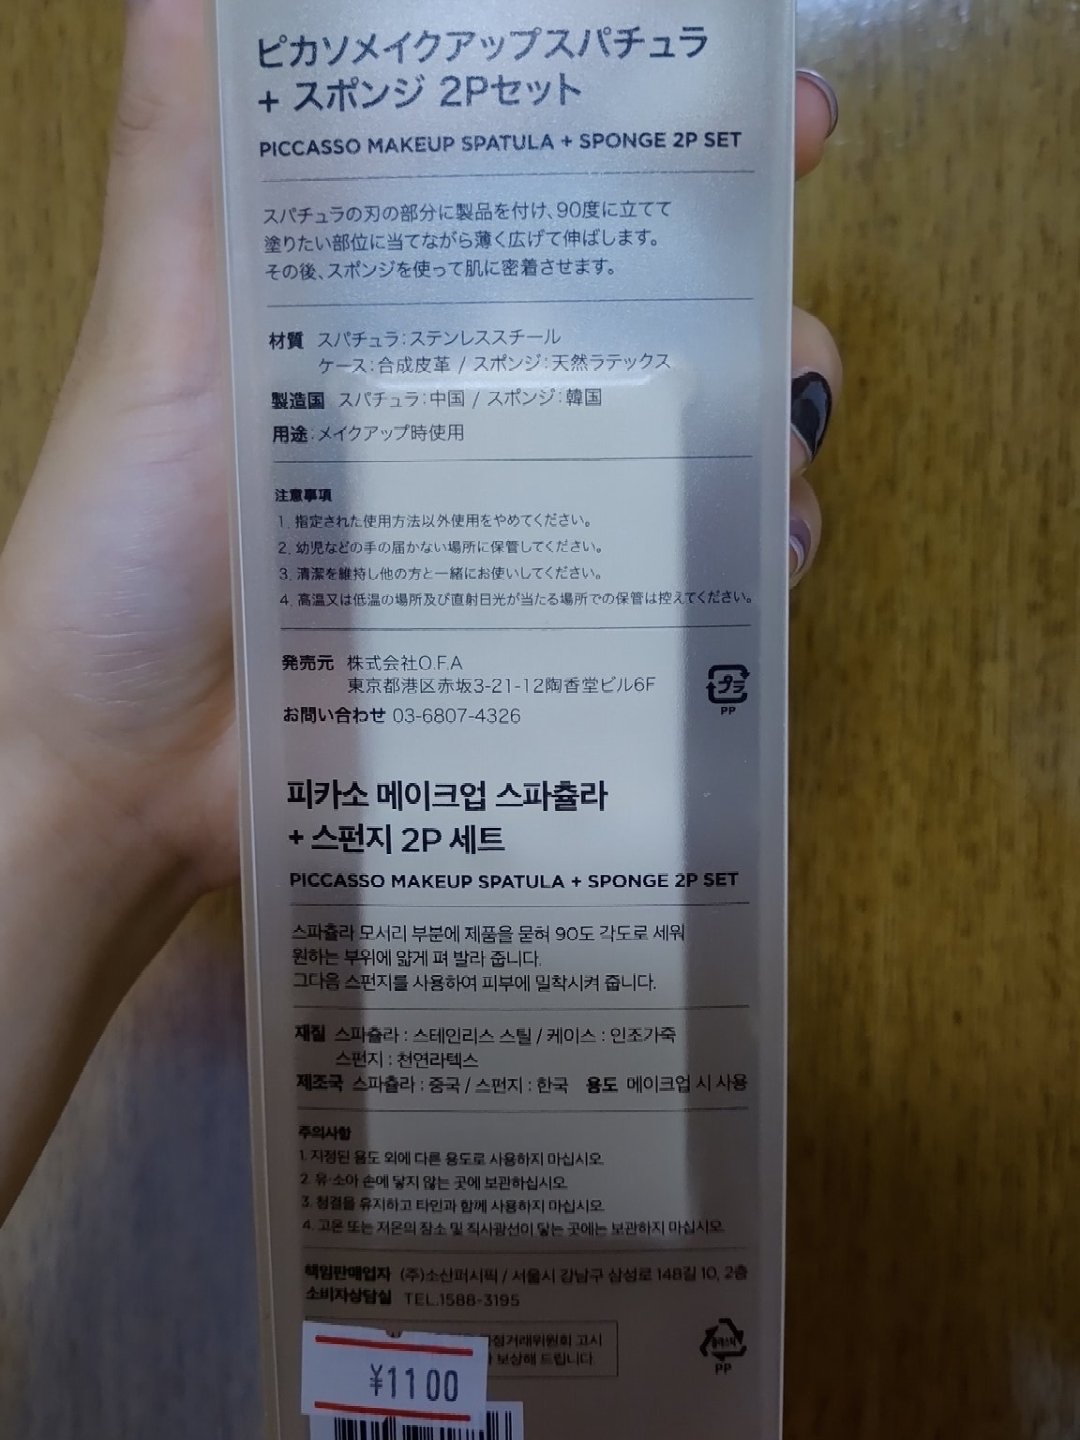 ピカソメイクアップスパチュラ
+ スポンジ 2Pセット
PICCASSO MAKEUP SPATULA + SPONGE 2P SET
スパチュラの刃の部分に製品を付け、90度に立てて
塗りたい部位に当てながら薄く広げて伸ばします。
その後、スポンジを使って肌に密着させます。
材質 スパチュラ:ステンレススチール
ケース:合成皮革 / スポンジ:天然ラテックス
製造国 スパチュラ:中国 / スポンジ:韓国
用途:メイクアップ時使用
注意事項
1. 指定された使用方法以外使用をやめてください。
2. 幼児などの手の届かない場所に保管してください。
3. 清潔を維持し他の方と一緒にお使いしてください。
4. 高温又は低温の場所及び直射日光が当たる場所での保管は控えてください。
発売元 株式会社O.F.A
東京都港区赤坂3-21-12陶香堂ビル6F
お問い合わせ 03-6807-4326
プラ
PP
피카소 메이크업 스파츌라
+ 스펀지 2P 세트
PICCASSO MAKEUP SPATULA + SPONGE 2P SET
스파츌라 모서리 부분에 제품을 묻혀 90도 각도로 세워
원하는 부위에 얇게 펴 발라 줍니다.
그다음 스펀지를 사용하여 피부에 밀착시켜 줍니다.
재질 스파츌라 : 스테인리스 스틸 / 케이스 : 인조가죽
스펀지 : 천연라텍스
제조국 스파츌라 : 중국 / 스펀지 : 한국 용도 메이크업 시 사용
주의사항
1. 지정된 용도 외에 다른 용도로 사용하지 마십시오.
2. 유·소아 손에 닿지 않는 곳에 보관하십시오.
3. 청결을 유지하고 타인과 함께 사용하지 마십시오.
4. 고온 또는 저온의 장소 및 직사광선이 닿는 곳에는 보관하지 마십시오.
책임판매업자 (주)소산퍼시픽 / 서울시 강남구 삼성로 148길 10, 2층
소비자상담실 TEL.1588-3195
정거래위원회 고시
보상해 드립니다.
플라스틱
PP
¥1100